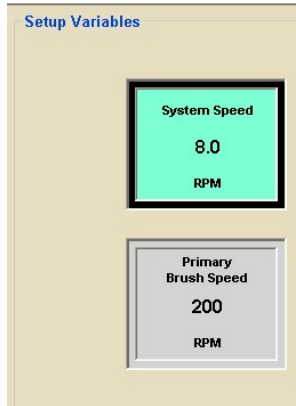 Setup Variables
System Speed
8.0
RPM
Primary
Brush Speed
200
RPM